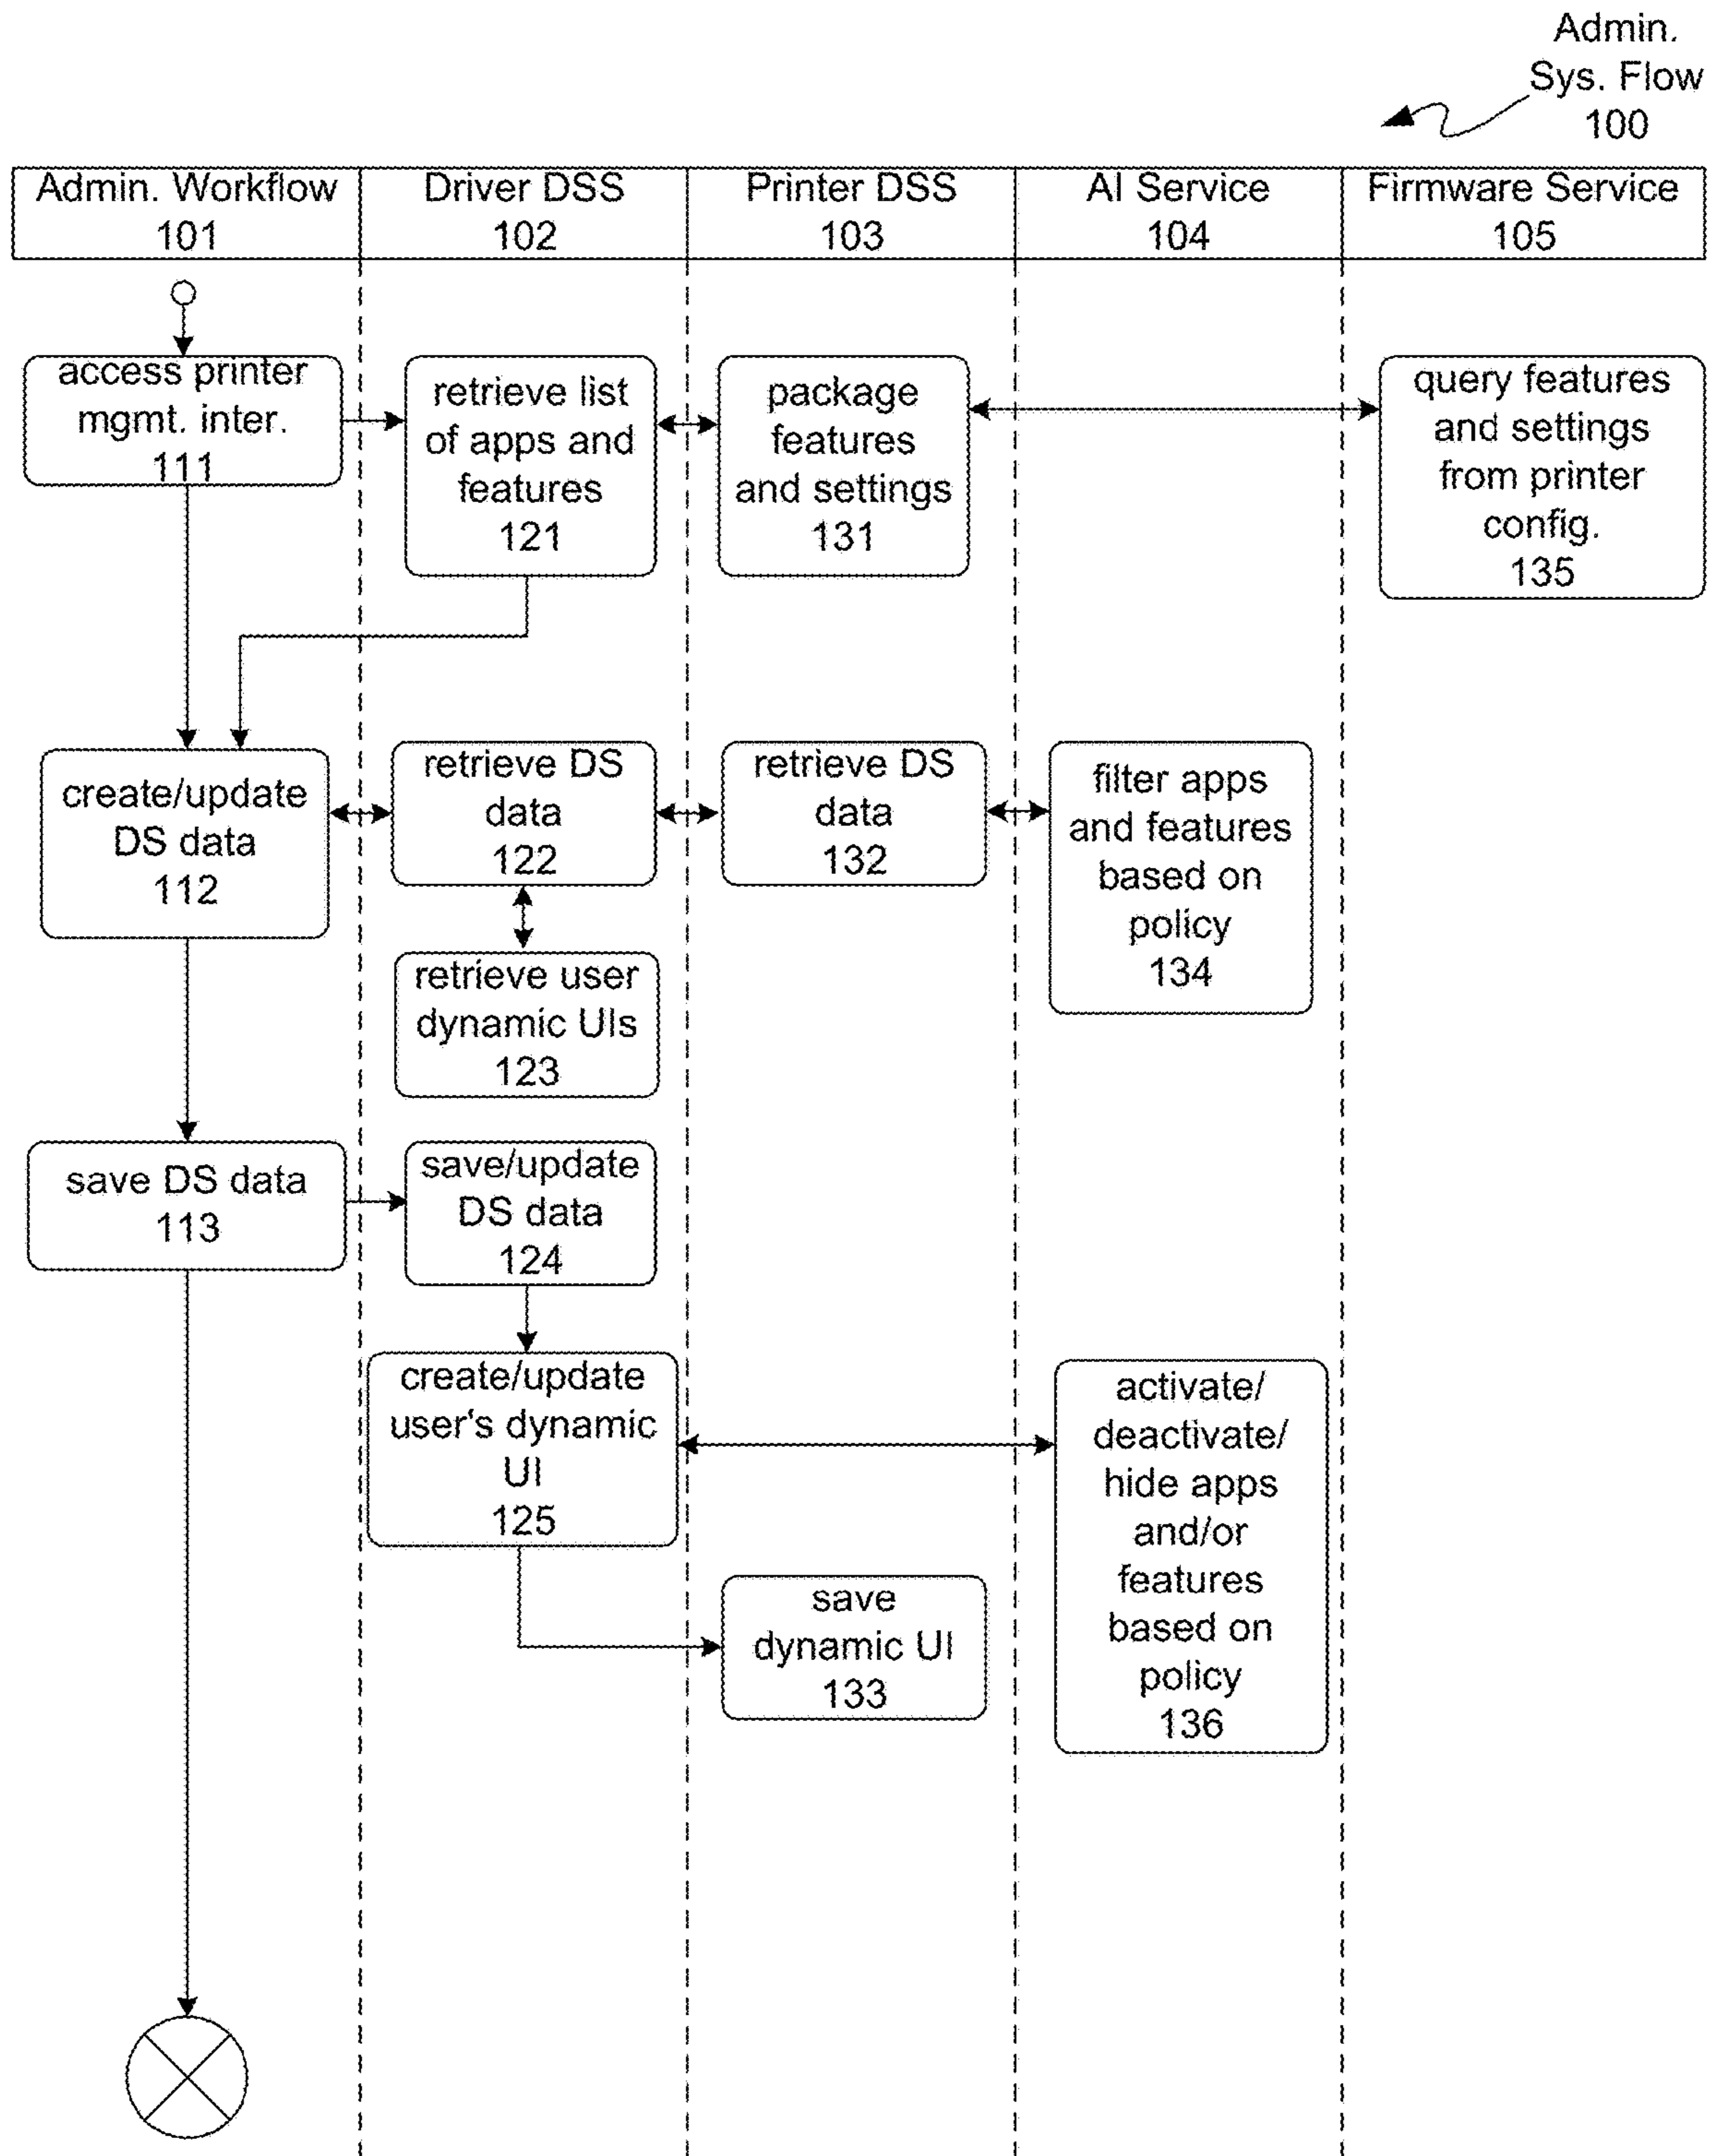 Admin.
Sys. Flow
100
Admin. Workflow
101
Driver DSS
102
Printer DSS
103
AI Service
104
Firmware Service
105
access printer
mgmt. inter.
111
retrieve list
of apps and
features
121
package
features
and settings
131
query features
and settings
from printer
config.
135
create/update
DS data
112
retrieve DS
data
122
retrieve DS
data
132
filter apps
and features
based on
policy
134
retrieve user
dynamic UIs
123
save DS data
113
save/update
DS data
124
create/update
user's dynamic
UI
125
activate/
deactivate/
hide apps
and/or
features
based on
policy
136
save
dynamic UI
133